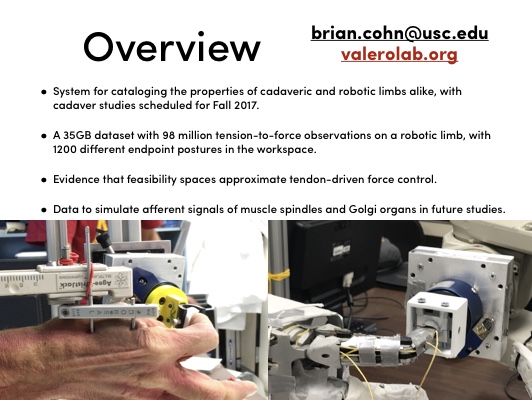 Overview
brian.cohn@usc.edu
valerolab.org
• System for cataloging the properties of cadaveric and robotic limbs alike, with
cadaver studies scheduled for Fall 2017.
• A 35GB dataset with 98 million tension-to-force observations on a robotic limb, with
1200 different endpoint postures in the workspace.
• Evidence that feasibility spaces approximate tendon-driven force control.
• Data to simulate afferent signals of muscle spindles and Golgi organs in future studies.